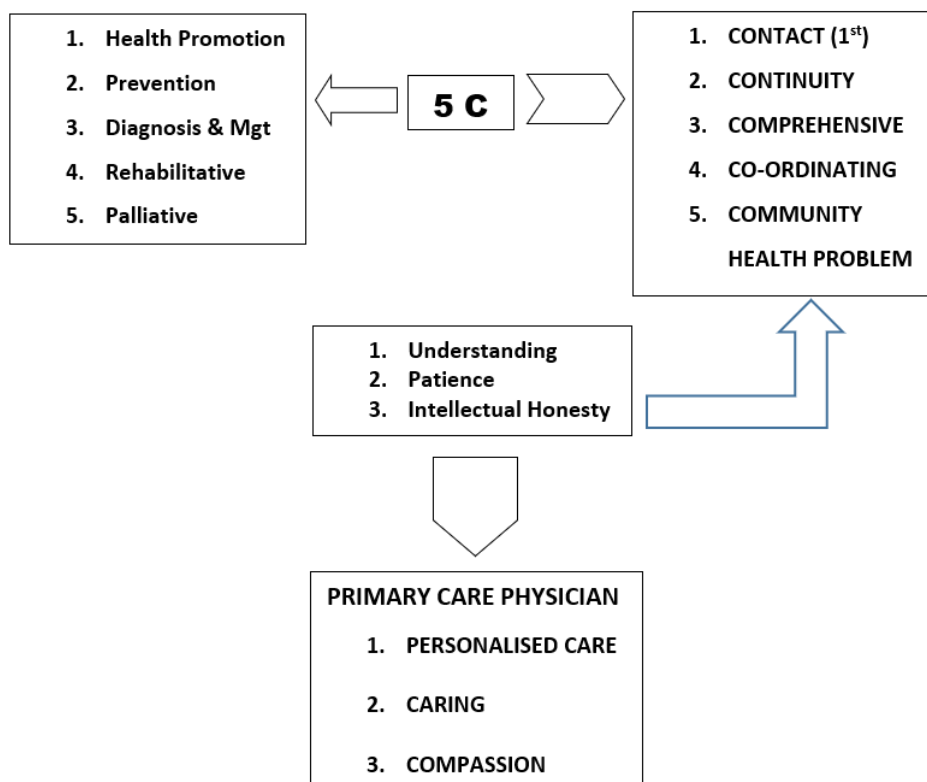 1. Health Promotion
2. Prevention
3. Diagnosis & Mgt
4. Rehabilitative
5. Palliative
5 C
1. CONTACT (1st)
2. CONTINUITY
3. COMPREHENSIVE
4. CO-ORDINATING
5. COMMUNITY
HEALTH PROBLEM
1. Understanding
2. Patience
3. Intellectual Honesty
PRIMARY CARE PHYSICIAN
1. PERSONALISED CARE
2. CARING
3. COMPASSION